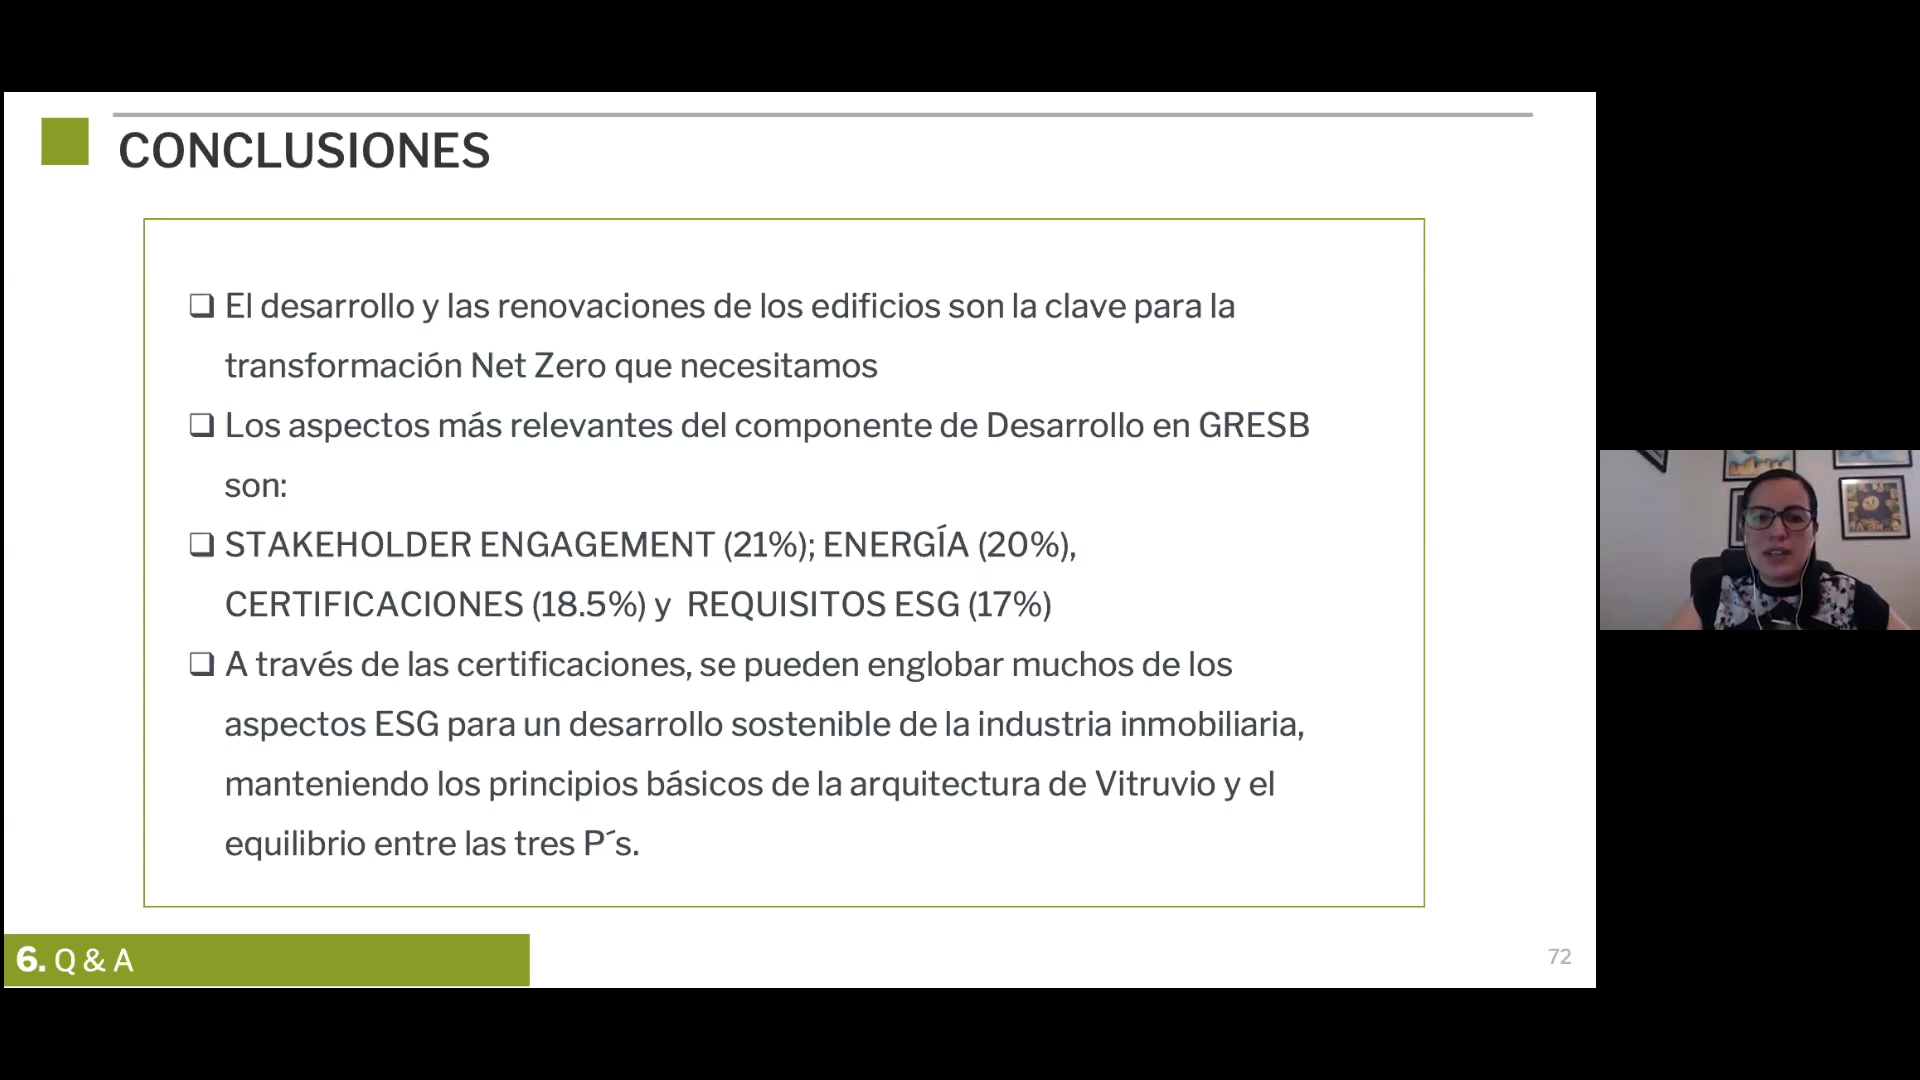 CONCLUSIONES
❑ El desarrollo y las renovaciones de los edificios son la clave para la
transformación Net Zero que necesitamos
❑ Los aspectos más relevantes del componente de Desarrollo en GRESB
son:
❑ STAKEHOLDER ENGAGEMENT (21%); ENERGÍA (20%),
CERTIFICACIONES (18.5%) y  REQUISITOS ESG (17%)
❑ A través de las certificaciones, se pueden englobar muchos de los
aspectos ESG para un desarrollo sostenible de la industria inmobiliaria,
manteniendo los principios básicos de la arquitectura de Vitruvio y el
equilibrio entre las tres P´s.
6. Q & A
72